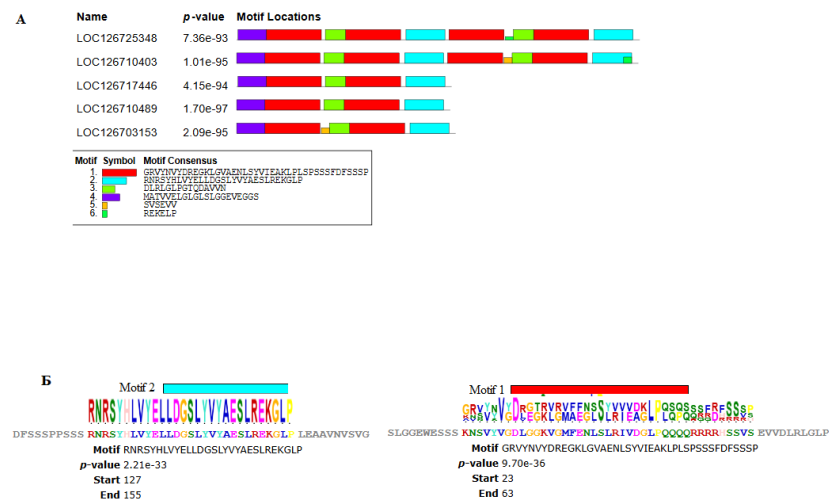 А
Name p-value Motif Locations
LOC126725348 7.36e-93
LOC126710403 1.01e-95
LOC126717446 4.15e-94
LOC126710489 1.70e-97
LOC126703153 2.09e-95
Motif Symbol Motif Consensus
1. GRVYNVYDREGKLGVAENLSYVIEAKLPLSPSSSFDFSSSP
2. RNRSYHLVYELLDGSLYVYAESLREKGLP
3. DLRLGLPGTQDAVVN
4. MATVVELGLGLSLGGEVEGGS
5. SVSEVV
6. REKELP
Б
Motif 2
RNRSYHLVYELLDGSLYVYAESLREKGLP
DFSSSPPSSS RNRSYHLVYELLDGSLYVYAESLREKGLP LEAAVNVSVG
Motif RNRSYHLVYELLDGSLYVYAESLREKGLP
p-value 2.21e-33
Start 127
End 155
Motif 1
SLGGEWESSS KNSVYVGDLGGKVGMFENLSLRIVDGLPQQQQRRRRHSSVS EVVDLRLGLP
Motif GRVYNVYDREGKLGVAENLSYVIEAKLPLSPSSSFDFSSSP
p-value 9.70e-36
Start 23
End 63